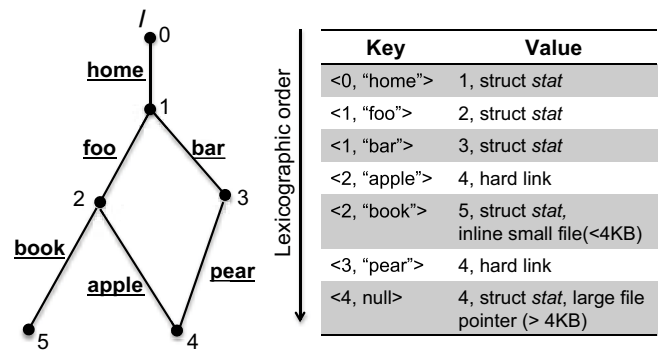 /
0
home
1
foo
bar
2
3
book
apple
pear
5
4
Lexicographic order
Key Value
<0, “home”> 1, struct stat
<1, “foo”> 2, struct stat
<1, “bar”> 3, struct stat
<2, “apple”> 4, hard link
<2, “book”> 5, struct stat,
inline small file(<4KB)
<3, “pear”> 4, hard link
<4, null> 4, struct stat, large file
pointer (> 4KB)